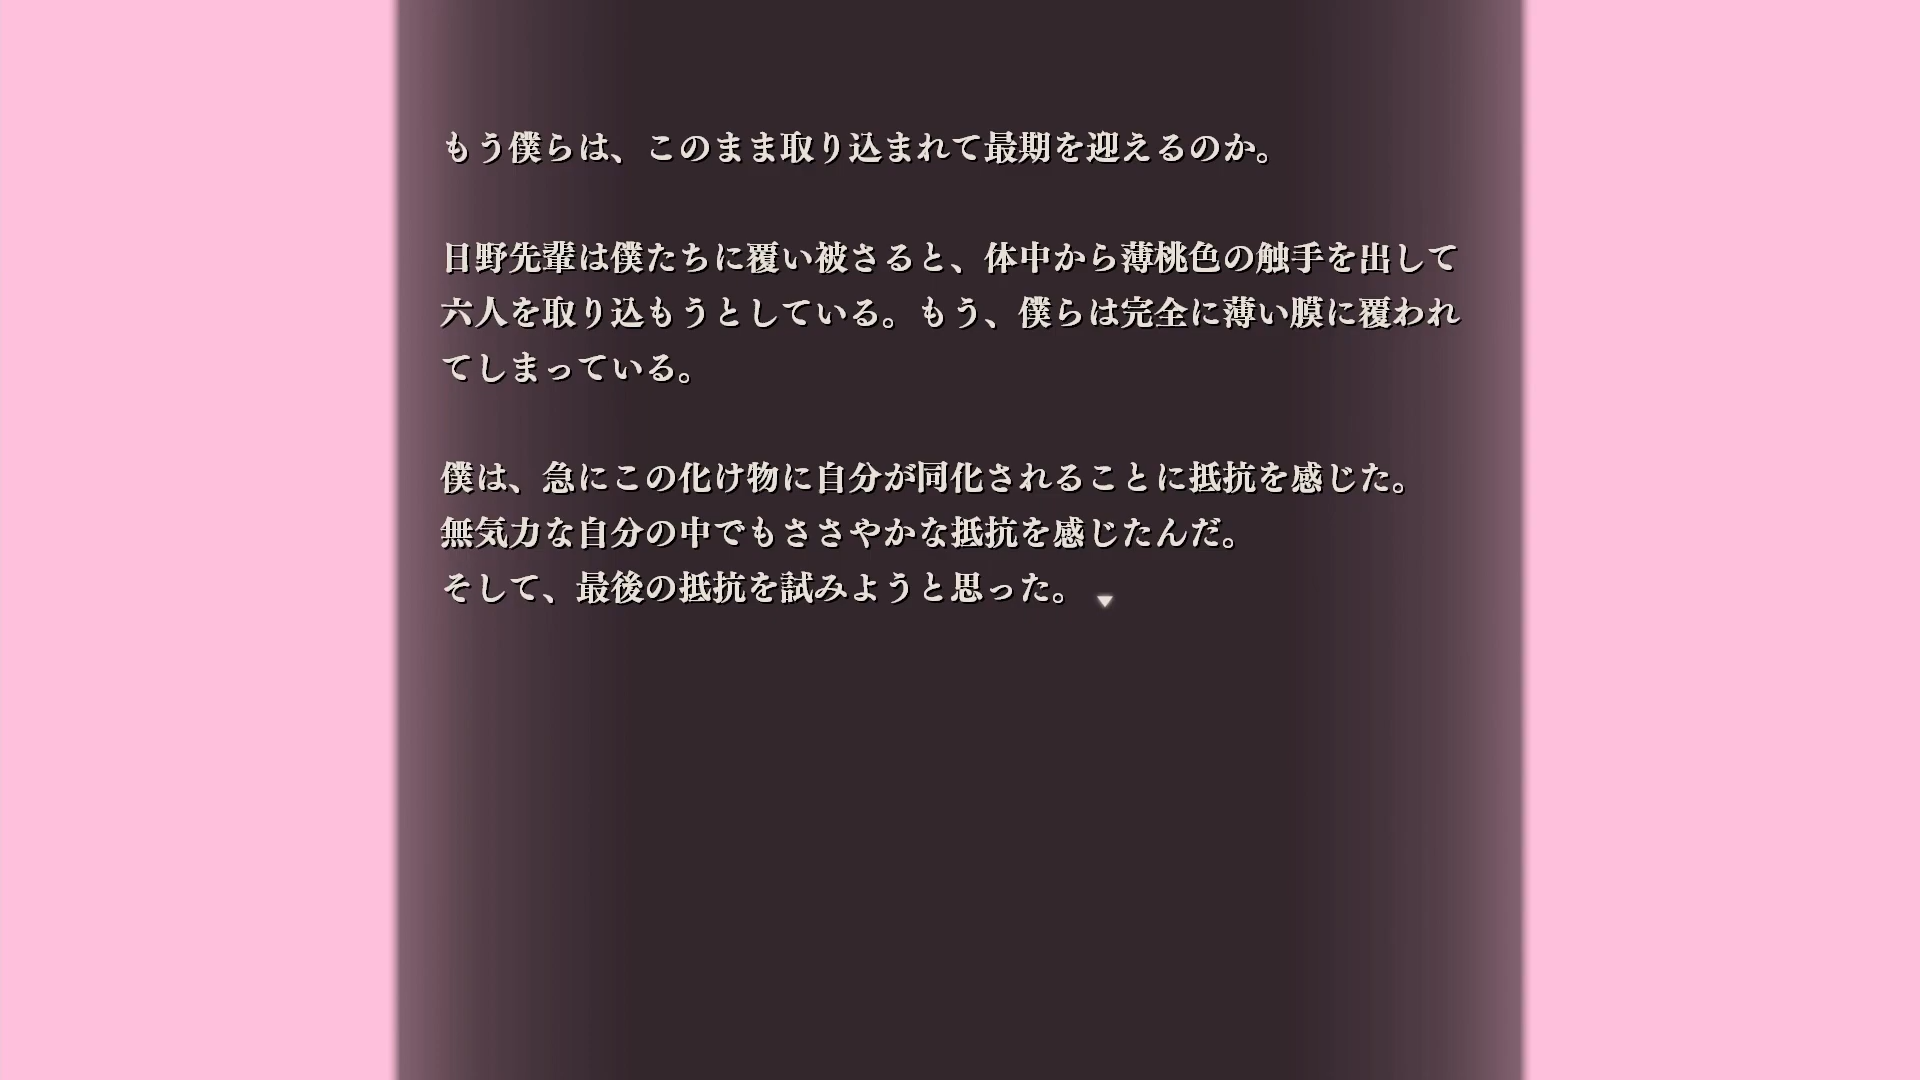 もう僕らは、このまま取り込まれて最期を迎えるのか。
日野先輩は僕たちに覆い被さると、体中から薄桃色の触手を出して
六人を取り込もうとしている。もう、僕らは完全に薄い膜に覆われ
てしまっている。
僕は、急にこの化け物に自分が同化されることに抵抗を感じた。
無気力な自分の中でもささやかな抵抗を感じたんだ。
そして、最後の抵抗を試みようと思った。